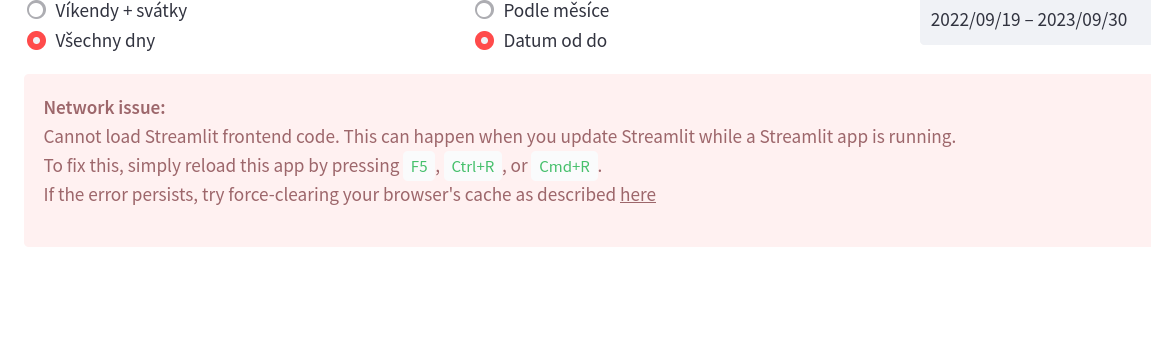 Víkendy + svátky
Podle měsíce
2022/09/19 – 2023/09/30
Všechny dny
Datum od do
Network issue:
Cannot load Streamlit frontend code. This can happen when you update Streamlit while a Streamlit app is running.
To fix this, simply reload this app by pressing F5, Ctrl+R, or Cmd+R.
If the error persists, try force-clearing your browser's cache as described here